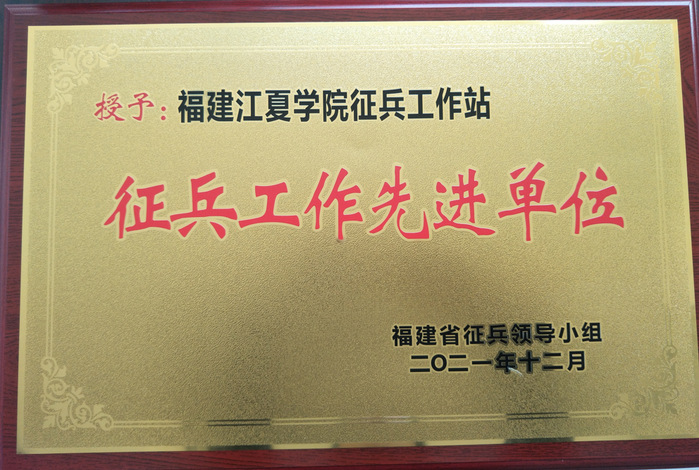 授予：福建江夏学院征兵工作站
征兵工作先进单位
福建省征兵领导小组
二〇二一年十二月